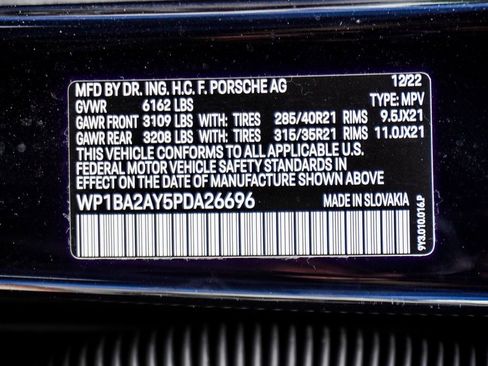 MFD BY DR. ING. H.C. F. PORSCHE AG 12/22
GVWR 6162 LBS TYPE: MPV
GAWR FRONT 3109 LBS WITH: TIRES 285/40R21 RIMS 9.5JX21
GAWR REAR 3208 LBS WITH: TIRES 315/35R21 RIMS 11.0JX21
THIS VEHICLE CONFORMS TO ALL APPLICABLE U.S.
FEDERAL MOTOR VEHICLE SAFETY STANDARDS IN
EFFECT ON THE DATE OF MANUFACTURE SHOWN ABOVE.
WP1BA2AY5PDA26696 MADE IN SLOVAKIA
9Y3.010.016.P